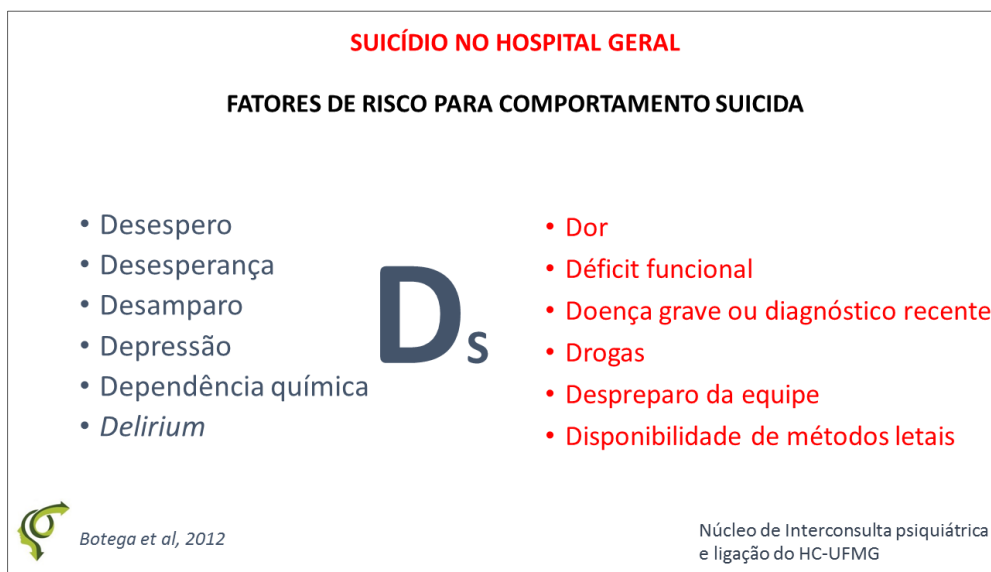 SUICÍDIO NO HOSPITAL GERAL
FATORES DE RISCO PARA COMPORTAMENTO SUICIDA
• Desespero
• Desesperança
• Desamparo
• Depressão
• Dependência química
• Delirium
Ds
• Dor
• Déficit funcional
• Doença grave ou diagnóstico recente
• Drogas
• Despreparo da equipe
• Disponibilidade de métodos letais
Botega et al, 2012
Núcleo de Interconsulta psiquiátrica
e ligação do HC-UFMG